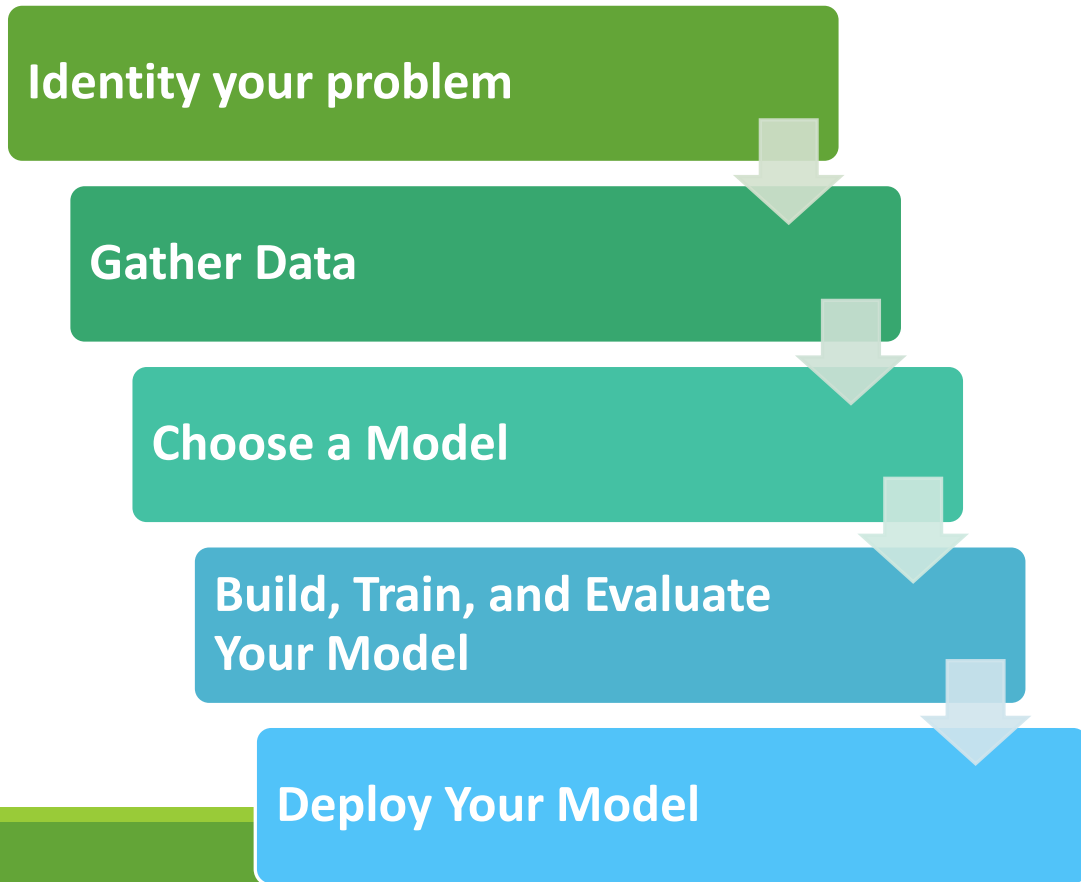 Identity your problem
Gather Data
Choose a Model
Build, Train, and Evaluate
Your Model
Deploy Your Model